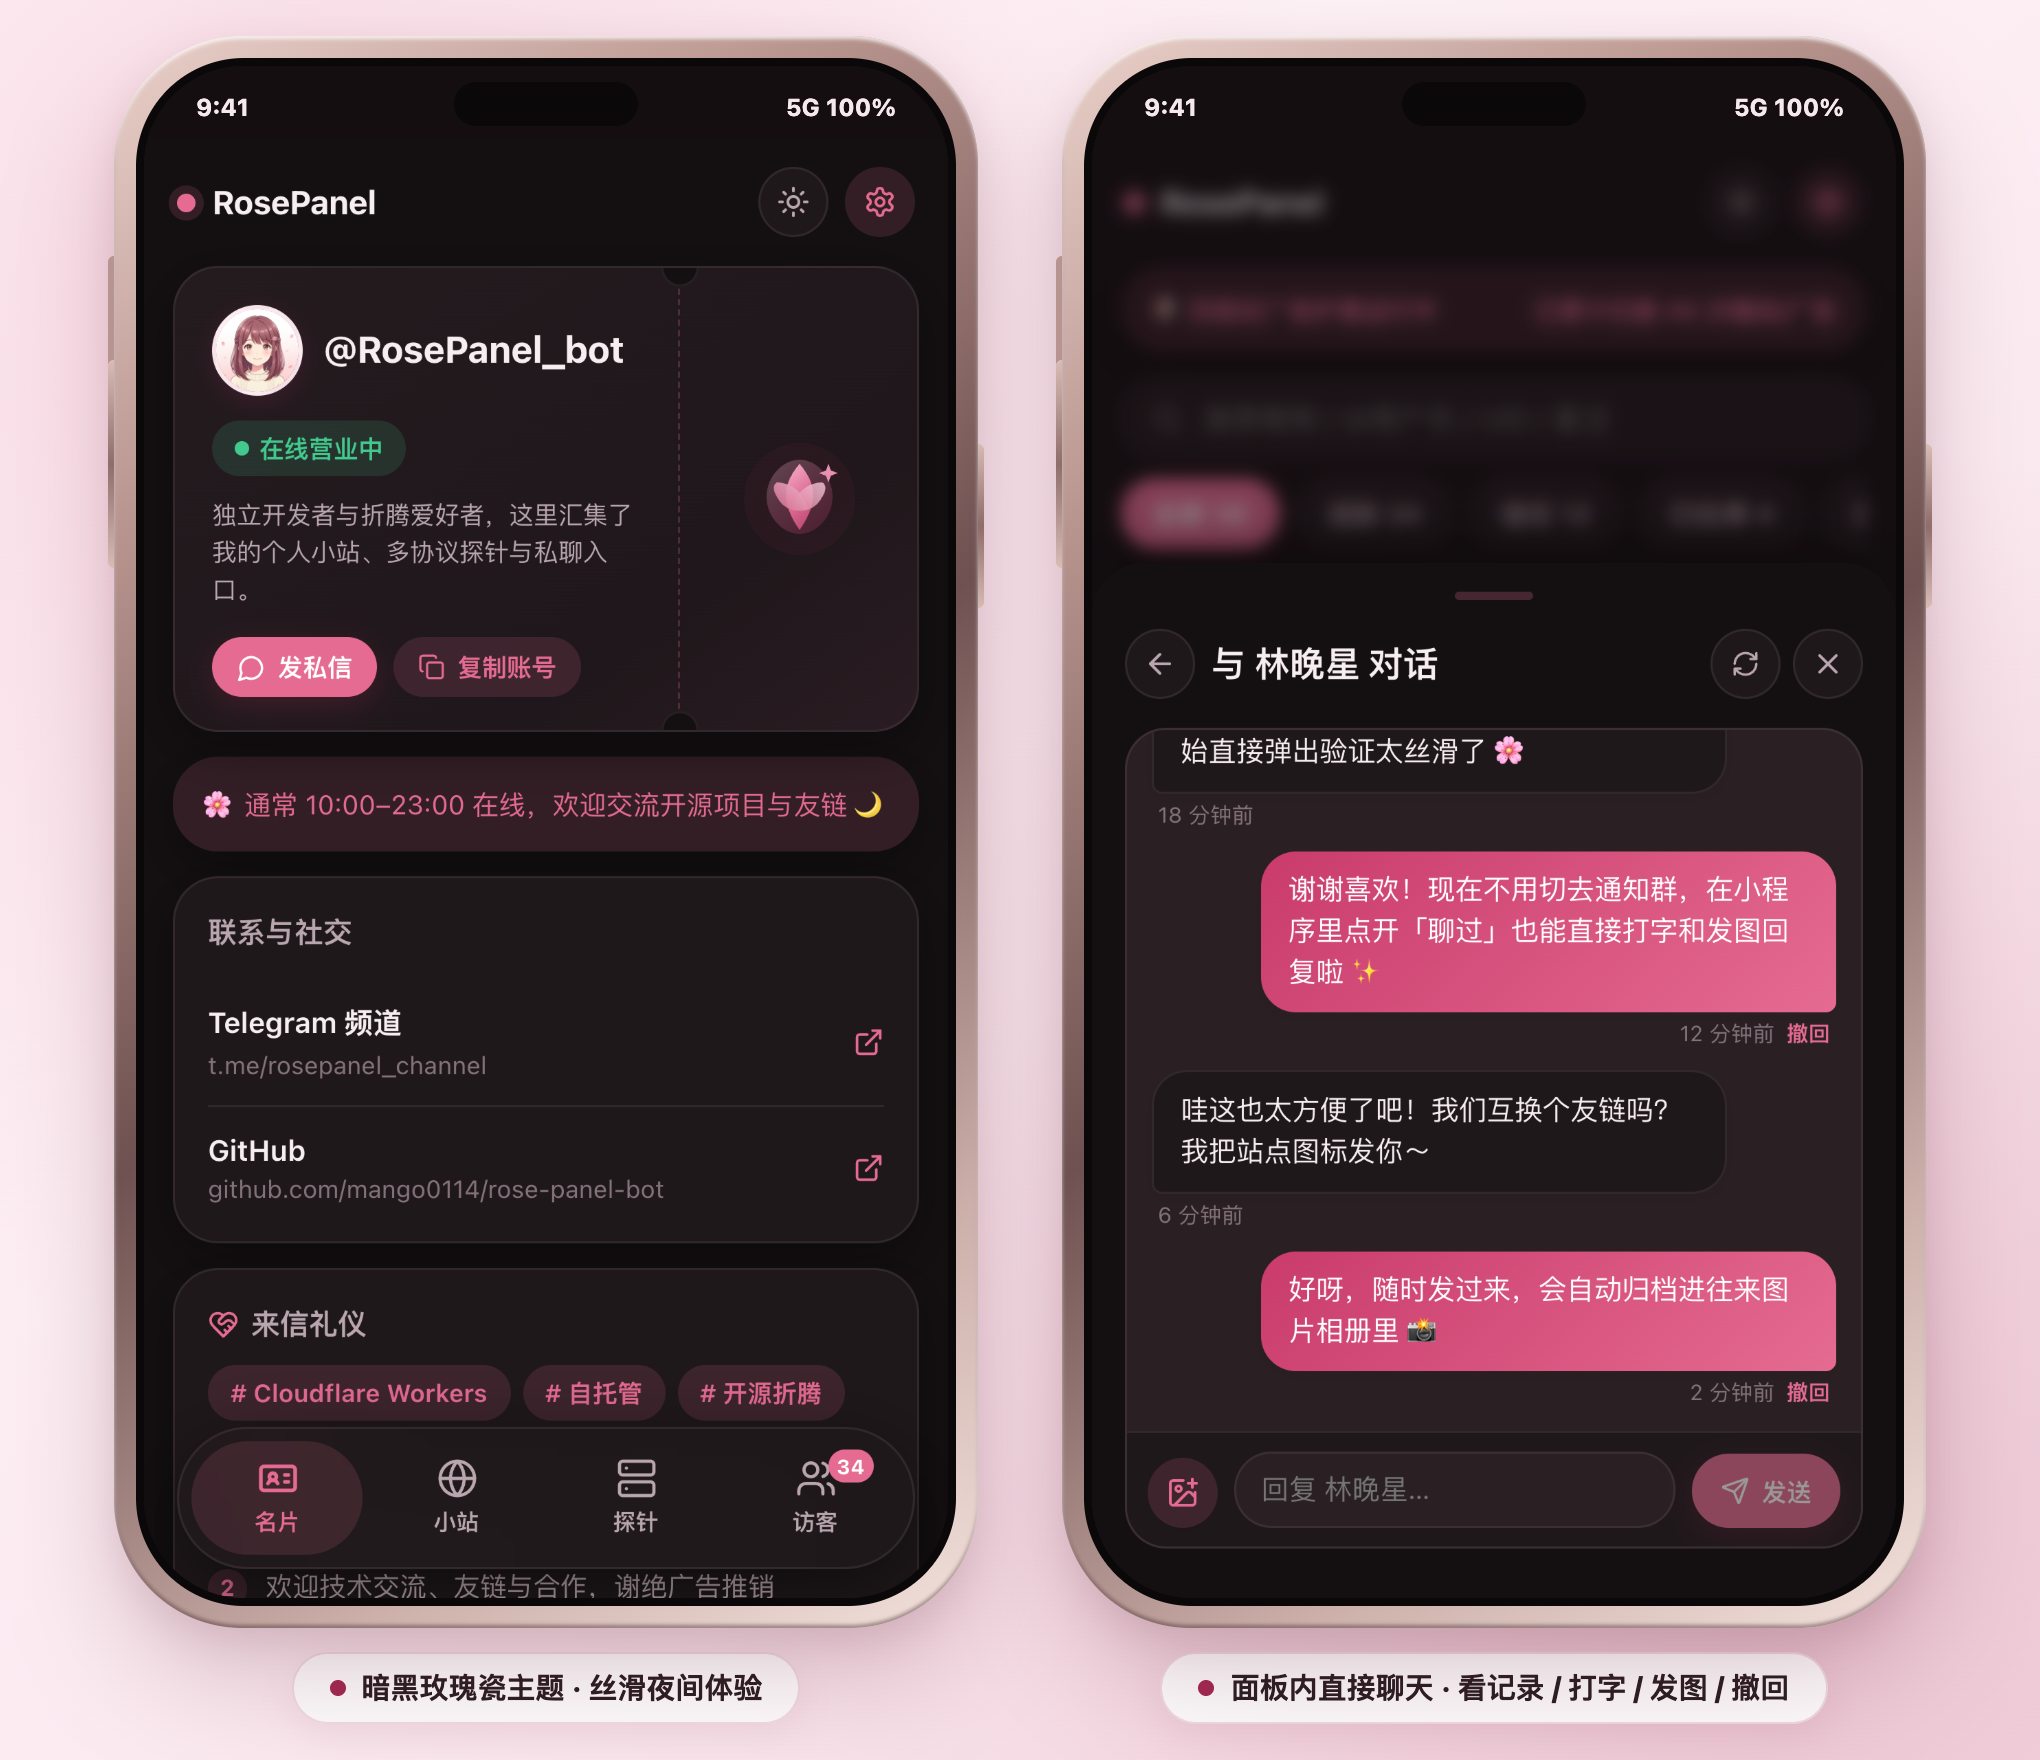 9:41
5G 100%
RosePanel
@RosePanel_bot
在线营业中
独立开发者与折腾爱好者，这里汇集了
我的个人小站、多协议探针与私聊入
口。
发私信
复制账号
🌸 通常 10:00–23:00 在线，欢迎交流开源项目与友链 🌙
联系与社交
Telegram 频道
t.me/rosepanel_channel
GitHub
github.com/mango0114/rose-panel-bot
来信礼仪
# Cloudflare Workers
# 自托管
# 开源折腾
34
名片
小站
探针
访客
2 欢迎技术交流、友链与合作，谢绝广告推销
暗黑玫瑰瓷主题 · 丝滑夜间体验
9:41
5G 100%
与 林晚星 对话
始直接弹出验证太丝滑了 🌸
18 分钟前
谢谢喜欢！现在不用切去通知群，在小程
序里点开「聊过」也能直接打字和发图回
复啦 ✨
12 分钟前 撤回
哇这也太方便了吧！我们互换个友链吗？
我把站点图标发你～
6 分钟前
好呀，随时发过来，会自动归档进往来图
片相册里 📸
2 分钟前 撤回
回复 林晚星...
发送
面板内直接聊天 · 看记录 / 打字 / 发图 / 撤回